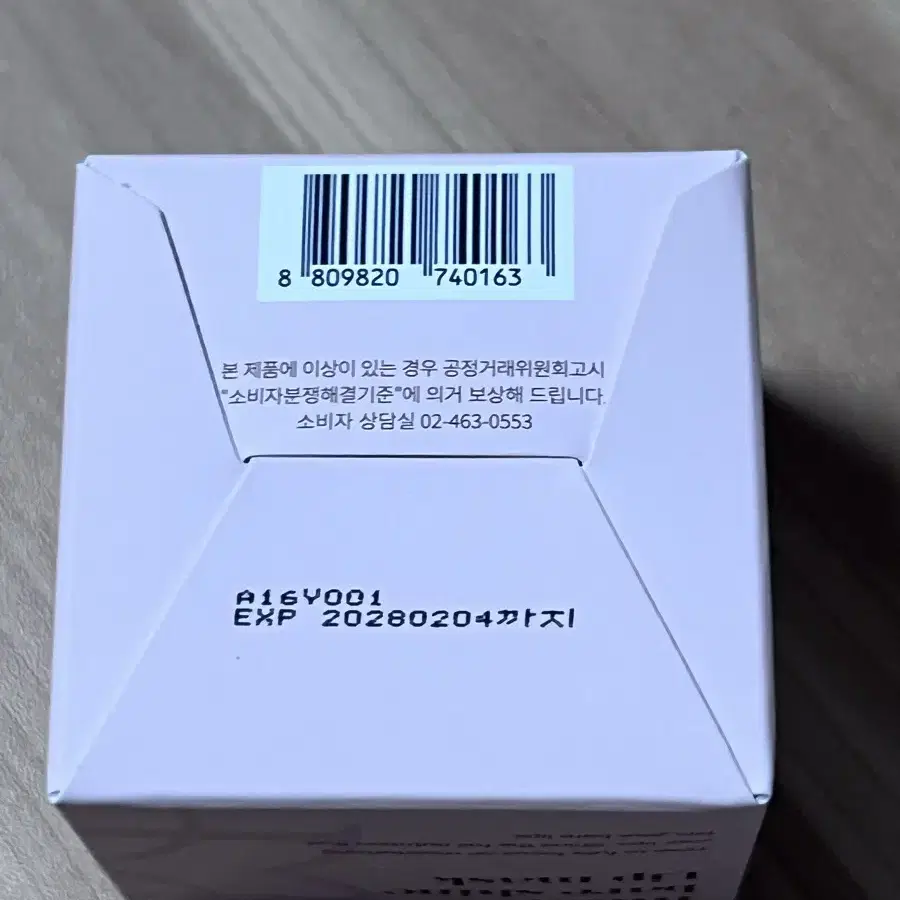 8 809820 740163
본 제품에 이상이 있는 경우 공정거래위원회고시
"소비자분쟁해결기준"에 의거 보상해 드립니다.
소비자 상담실 02-463-0553
A16Y001
EXP 20280204까지
Lip mask